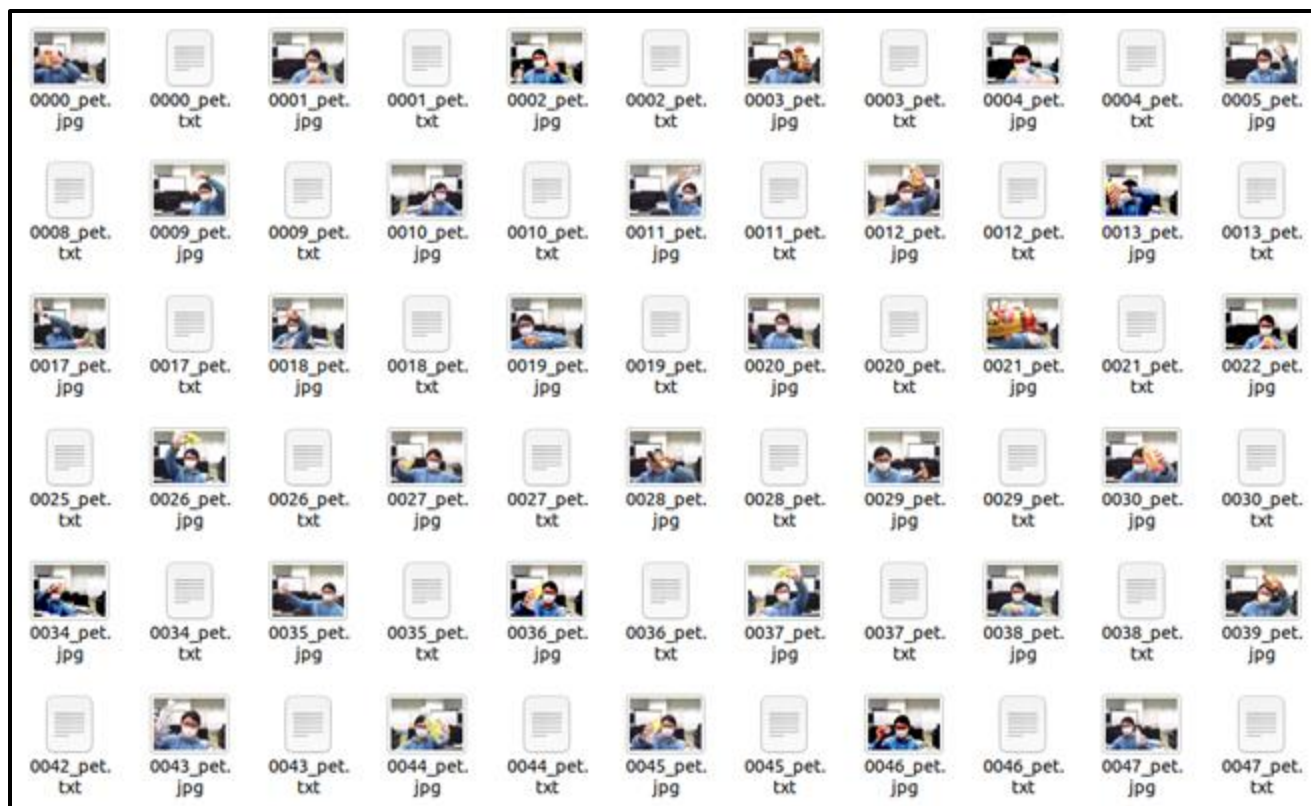 0000_pet. 0000_pet. 0001_pet. 0001_pet. 0002_pet. 0002_pet. 0003_pet. 0003_pet. 0004_pet. 0004_pet. 0005_pet.
jpg txt jpg txt jpg txt jpg txt jpg txt jpg
0008_pet. 0009_pet. 0009_pet. 0010_pet. 0010_pet. 0011_pet. 0011_pet. 0012_pet. 0012_pet. 0013_pet. 0013_pet.
txt jpg txt jpg txt jpg txt jpg txt jpg txt
0017_pet. 0017_pet. 0018_pet. 0018_pet. 0019_pet. 0019_pet. 0020_pet. 0020_pet. 0021_pet. 0021_pet. 0022_pet.
jpg txt jpg txt jpg txt jpg txt jpg txt jpg
0025_pet. 0026_pet. 0026_pet. 0027_pet. 0027_pet. 0028_pet. 0028_pet. 0029_pet. 0029_pet. 0030_pet. 0030_pet.
txt jpg txt jpg txt jpg txt jpg txt jpg txt
0034_pet. 0034_pet. 0035_pet. 0035_pet. 0036_pet. 0036_pet. 0037_pet. 0037_pet. 0038_pet. 0038_pet. 0039_pet.
jpg txt jpg txt jpg txt jpg txt jpg txt jpg
0042_pet. 0043_pet. 0043_pet. 0044_pet. 0044_pet. 0045_pet. 0045_pet. 0046_pet. 0046_pet. 0047_pet. 0047_pet.
txt jpg txt jpg txt jpg txt jpg txt jpg txt